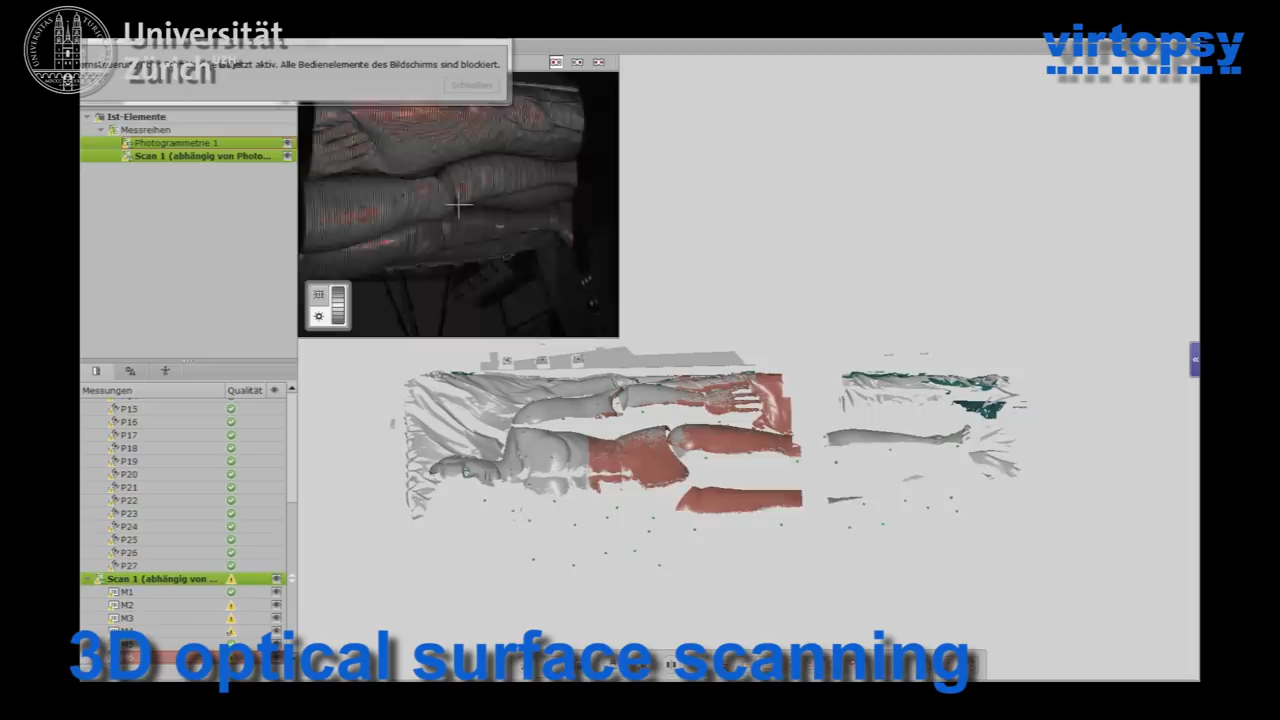 Universität
Zürich
virtopsy
jetzt aktiv. Alle Bedienelemente des Bildschirms sind blockiert.
Schließen
Ist-Elemente
Messreihen
Photogrammetrie 1
Scan 1 (abhängig von Photo...
Messungen Qualität
P15
P16
P17
P18
P19
P20
P21
P22
P23
P24
P25
P26
P27
Scan 1 (abhängig von ...
M1
M2
M3
3D optical surface scanning